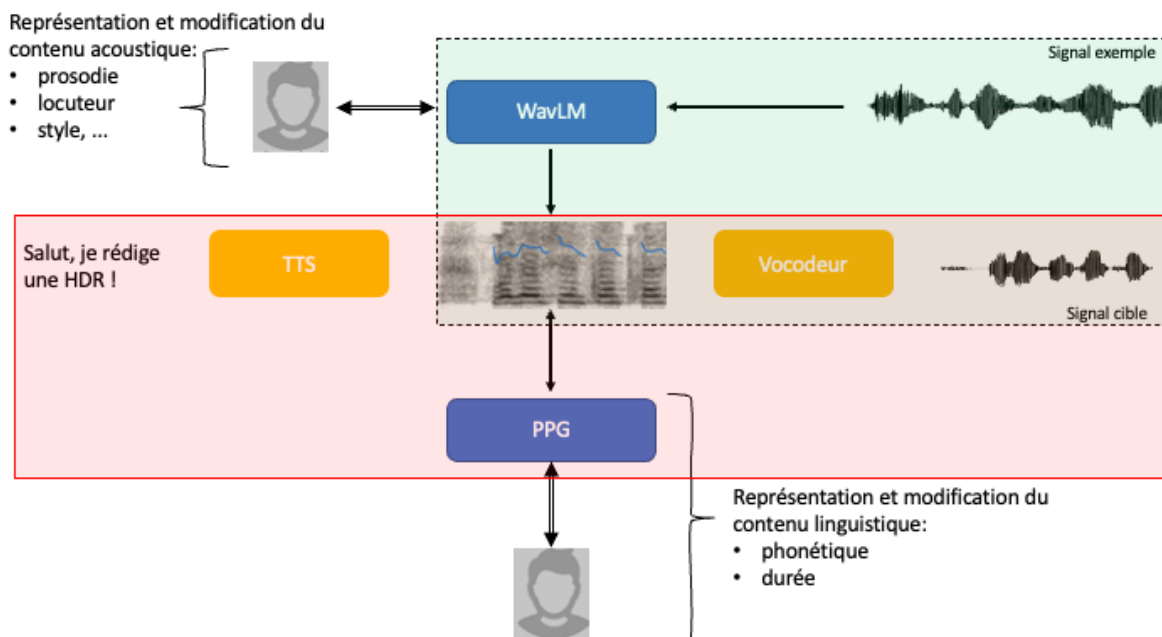 Représentation et modification du
contenu acoustique:
• prosodie
• locuteur
• style, ...
Signal exemple
WavLM
Salut, je rédige
une HDR !
TTS
Vocodeur
Signal cible
PPG
Représentation et modification du
contenu linguistique:
• phonétique
• durée